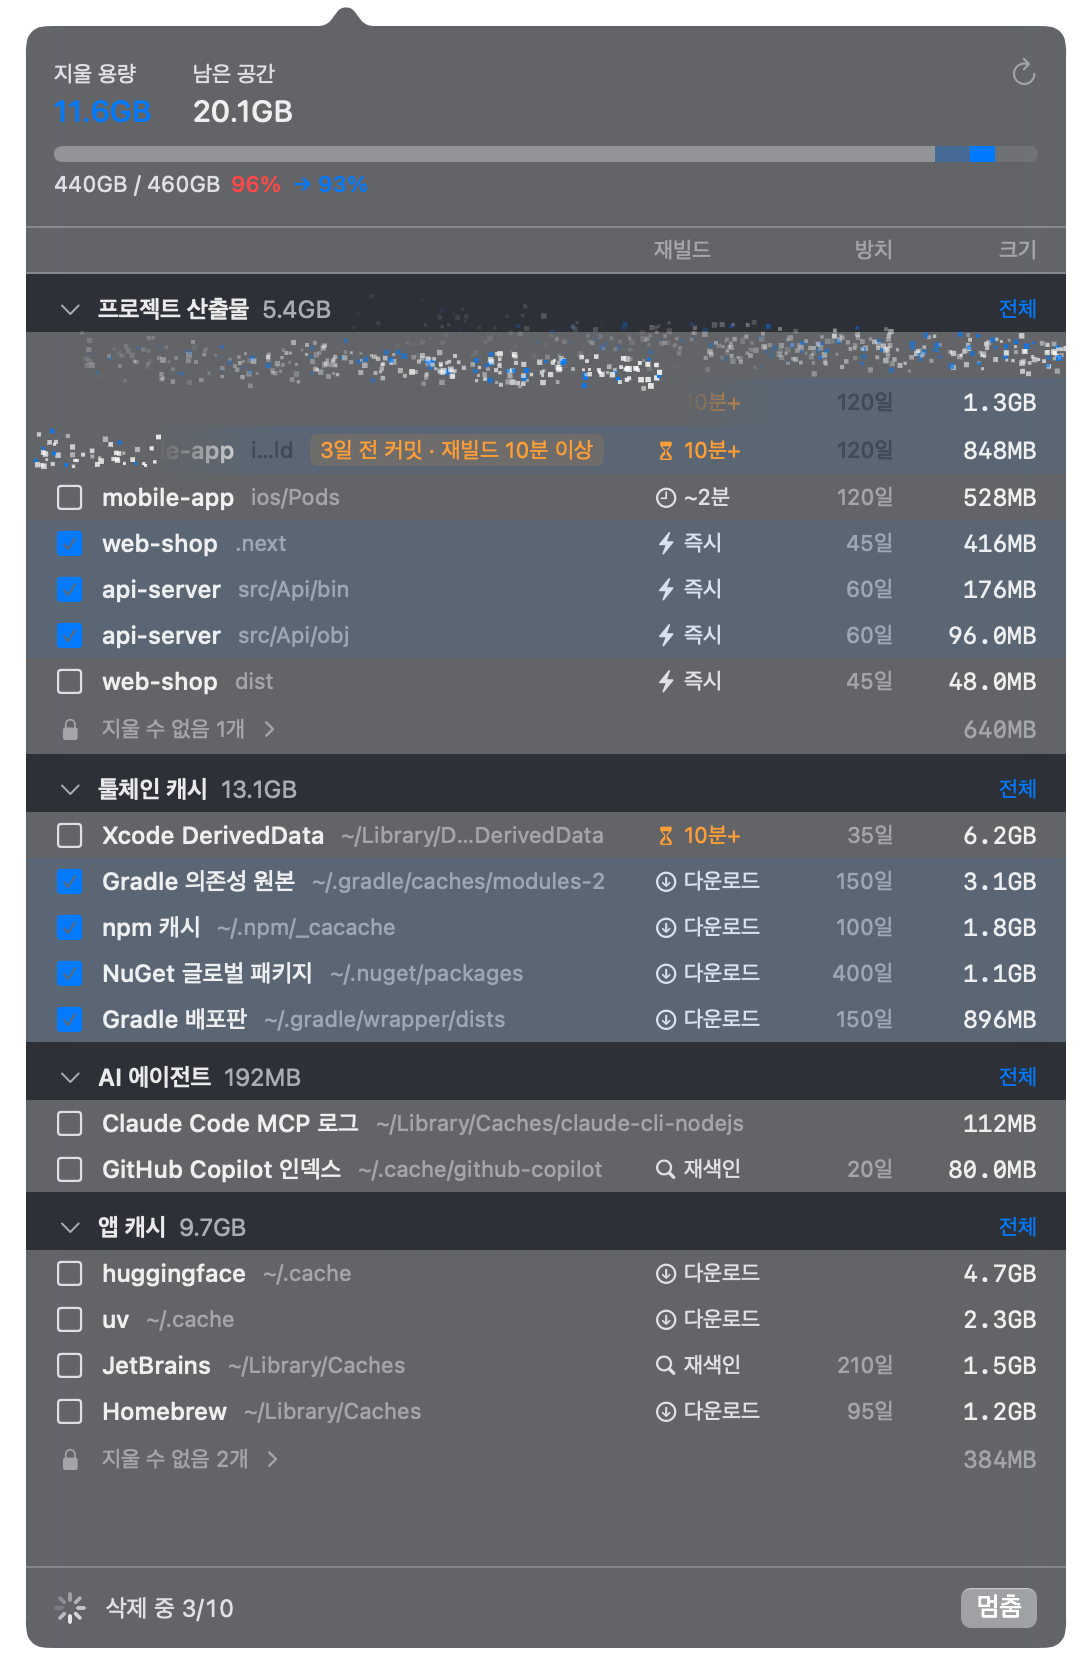 지울 용량 남은 공간
11.6GB 20.1GB
440GB / 460GB 96% → 93%
재빌드 방치 크기
프로젝트 산출물 5.4GB 전체
10분+ 120일 1.3GB
e-app i...ld 3일 전 커밋 · 재빌드 10분 이상 10분+ 120일 848MB
mobile-app ios/Pods ~2분 120일 528MB
web-shop .next 즉시 45일 416MB
api-server src/Api/bin 즉시 60일 176MB
api-server src/Api/obj 즉시 60일 96.0MB
web-shop dist 즉시 45일 48.0MB
지울 수 없음 1개 > 640MB
툴체인 캐시 13.1GB 전체
Xcode DerivedData ~/Library/D...DerivedData 10분+ 35일 6.2GB
Gradle 의존성 원본 ~/.gradle/caches/modules-2 다운로드 150일 3.1GB
npm 캐시 ~/.npm/_cacache 다운로드 100일 1.8GB
NuGet 글로벌 패키지 ~/.nuget/packages 다운로드 400일 1.1GB
Gradle 배포판 ~/.gradle/wrapper/dists 다운로드 150일 896MB
AI 에이전트 192MB 전체
Claude Code MCP 로그 ~/Library/Caches/claude-cli-nodejs 112MB
GitHub Copilot 인덱스 ~/.cache/github-copilot 재색인 20일 80.0MB
앱 캐시 9.7GB 전체
huggingface ~/.cache 다운로드 4.7GB
uv ~/.cache 다운로드 2.3GB
JetBrains ~/Library/Caches 재색인 210일 1.5GB
Homebrew ~/Library/Caches 다운로드 95일 1.2GB
지울 수 없음 2개 > 384MB
삭제 중 3/10 멈춤